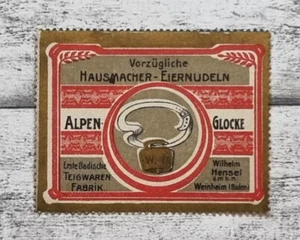 Vorzügliche
HAUSMACHER - EIERNUDELN
ALPEN- GLOCKE
Erste Badische
TEIGWAREN
FABRIK
Wilhelm
Hensel
G.m.b.H.
Weinheim (Baden)